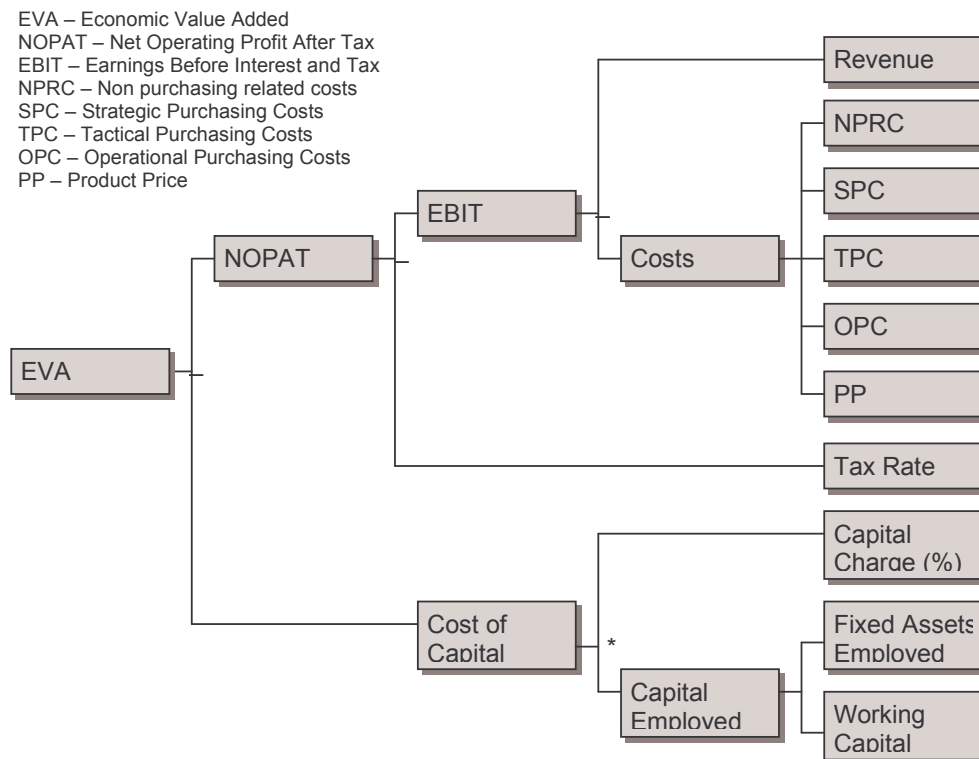 EVA – Economic Value Added
NOPAT – Net Operating Profit After Tax
EBIT – Earnings Before Interest and Tax
NPRC – Non purchasing related costs
SPC – Strategic Purchasing Costs
TPC – Tactical Purchasing Costs
OPC – Operational Purchasing Costs
PP – Product Price
Revenue
NPRC
SPC
EBIT
NOPAT
Costs
TPC
OPC
EVA
PP
Tax Rate
Capital
Charge (%)
Cost of
Capital
*
Fixed Assets
Employed
Capital
Employed
Working
Capital